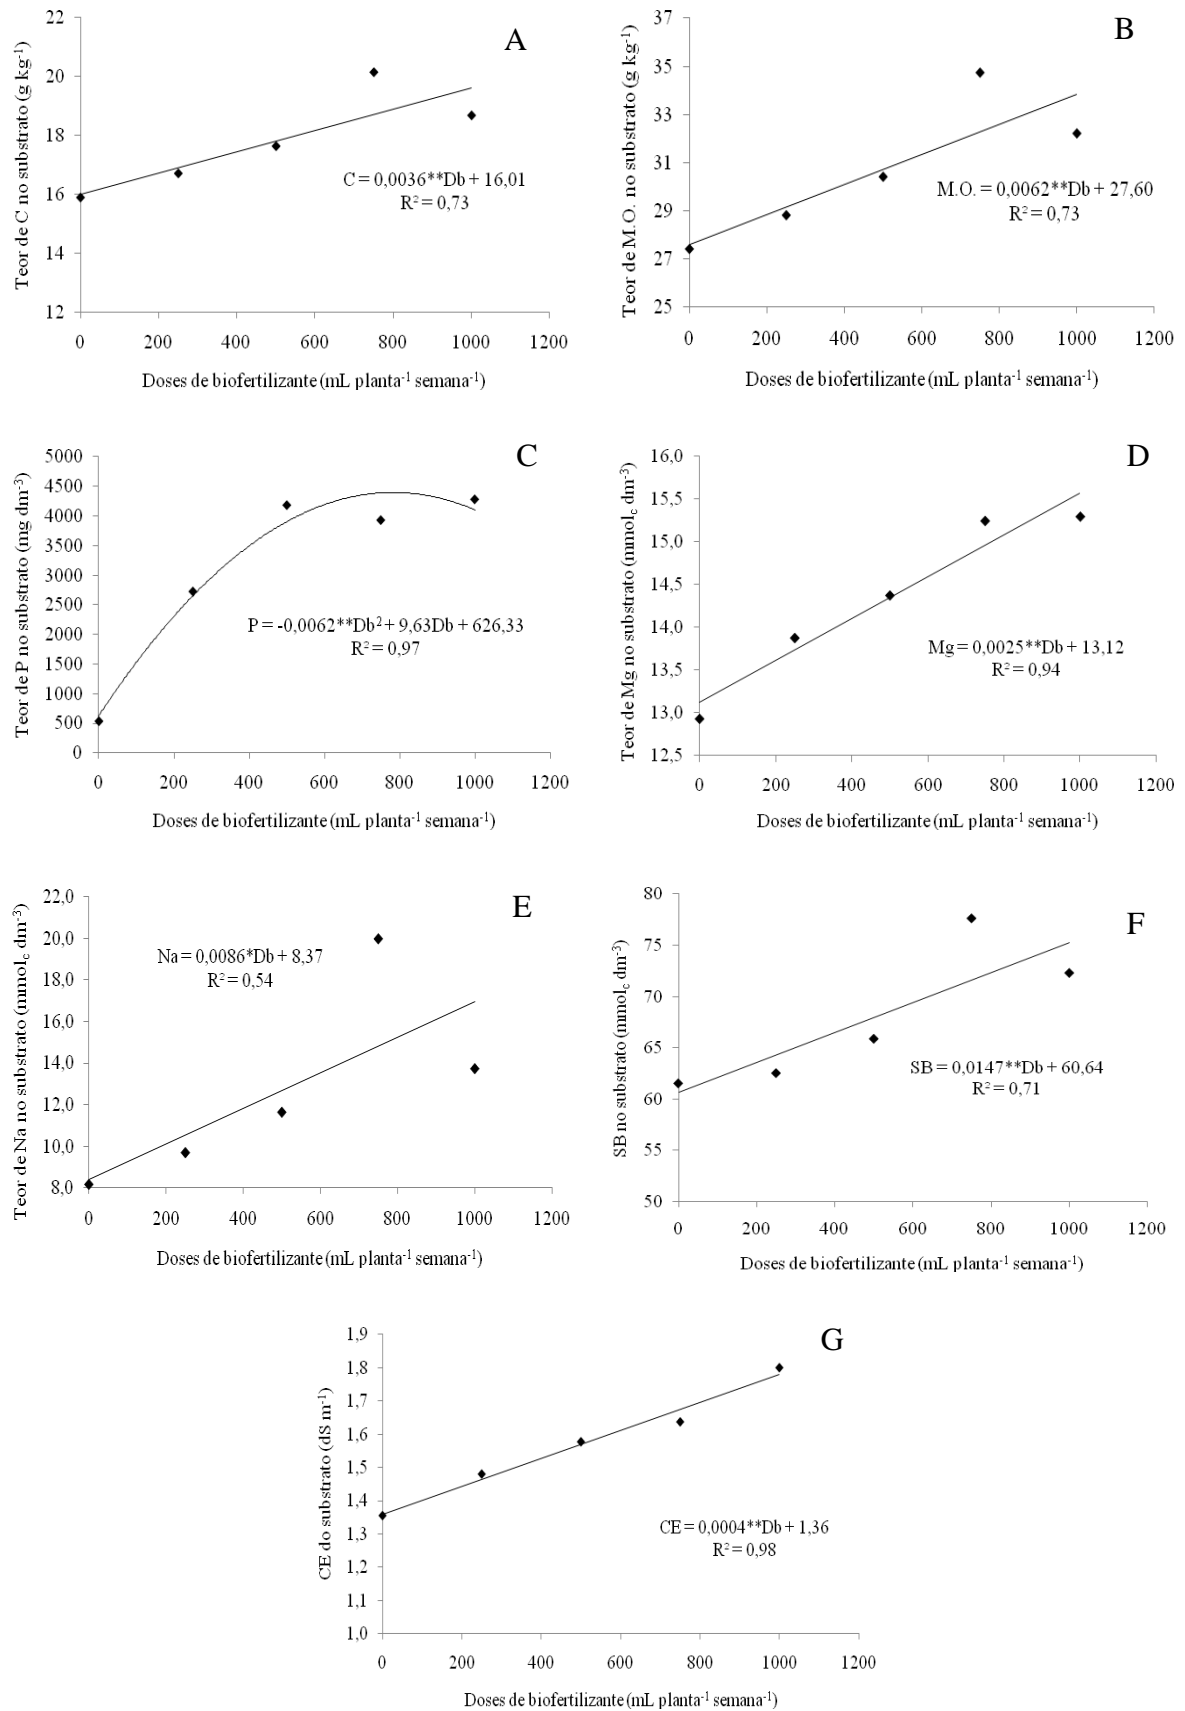 A
Teor de C no substrato (g kg⁻¹)
22
20
18
16
14
12
C = 0,0036**Db + 16,01
R² = 0,73
0 200 400 600 800 1000 1200
Doses de biofertilizante (mL planta⁻¹ semana⁻¹)
B
Teor de M.O. no substrato (g kg⁻¹)
37
35
33
31
29
27
25
M.O. = 0,0062**Db + 27,60
R² = 0,73
0 200 400 600 800 1000 1200
Doses de biofertilizante (mL planta⁻¹ semana⁻¹)
C
Teor de P no substrato (mg dm⁻³)
5000
4500
4000
3500
3000
2500
2000
1500
1000
500
0
P = -0,0062**Db² + 9,63Db + 626,33
R² = 0,97
0 200 400 600 800 1000 1200
Doses de biofertilizante (mL planta⁻¹ semana⁻¹)
D
Teor de Mg no substrato (mmol꜀ dm⁻³)
16,0
15,5
15,0
14,5
14,0
13,5
13,0
12,5
Mg = 0,0025**Db + 13,12
R² = 0,94
0 200 400 600 800 1000 1200
Doses de biofertilizante (mL planta⁻¹ semana⁻¹)
E
Teor de Na no substrato (mmol꜀ dm⁻³)
22,0
20,0
18,0
16,0
14,0
12,0
10,0
8,0
Na = 0,0086*Db + 8,37
R² = 0,54
0 200 400 600 800 1000 1200
Doses de biofertilizante (mL planta⁻¹ semana⁻¹)
F
SB no substrato (mmol꜀ dm⁻³)
80
75
70
65
60
55
50
SB = 0,0147**Db + 60,64
R² = 0,71
0 200 400 600 800 1000 1200
Doses de biofertilizante (mL planta⁻¹ semana⁻¹)
G
CE do substrato (dS m⁻¹)
1,9
1,8
1,7
1,6
1,5
1,4
1,3
1,2
1,1
1,0
CE = 0,0004**Db + 1,36
R² = 0,98
0 200 400 600 800 1000 1200
Doses de biofertilizante (mL planta⁻¹ semana⁻¹)